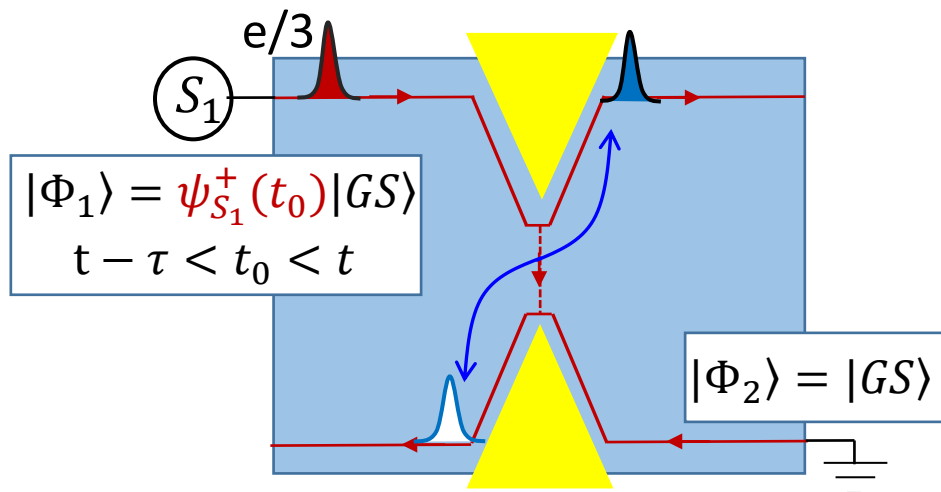 e/3
S₁
|Φ₁⟩ = ψ⁺_{S₁}(t₀)|GS⟩
t − τ < t₀ < t
|Φ₂⟩ = |GS⟩